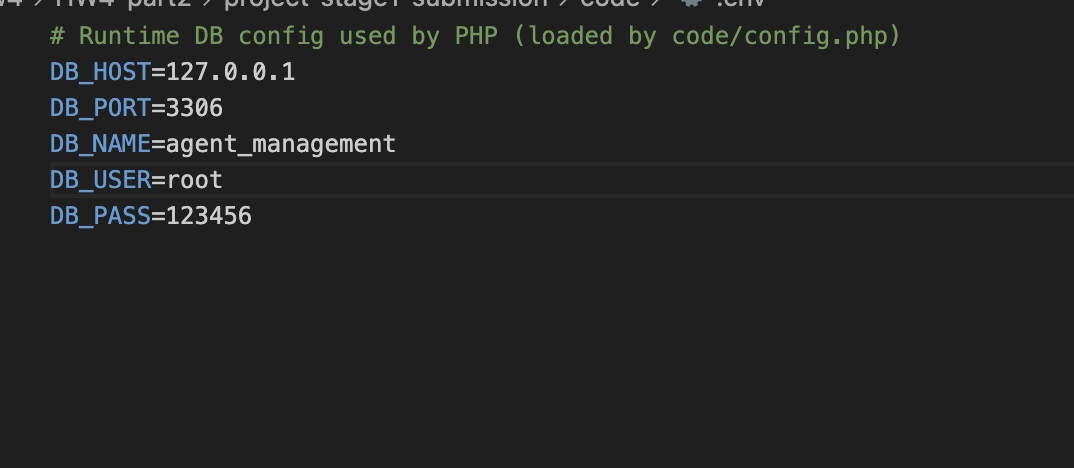 HW4-part2 > project-stage1-submission > code > .env
# Runtime DB config used by PHP (loaded by code/config.php)
DB_HOST=127.0.0.1
DB_PORT=3306
DB_NAME=agent_management
DB_USER=root
DB_PASS=123456